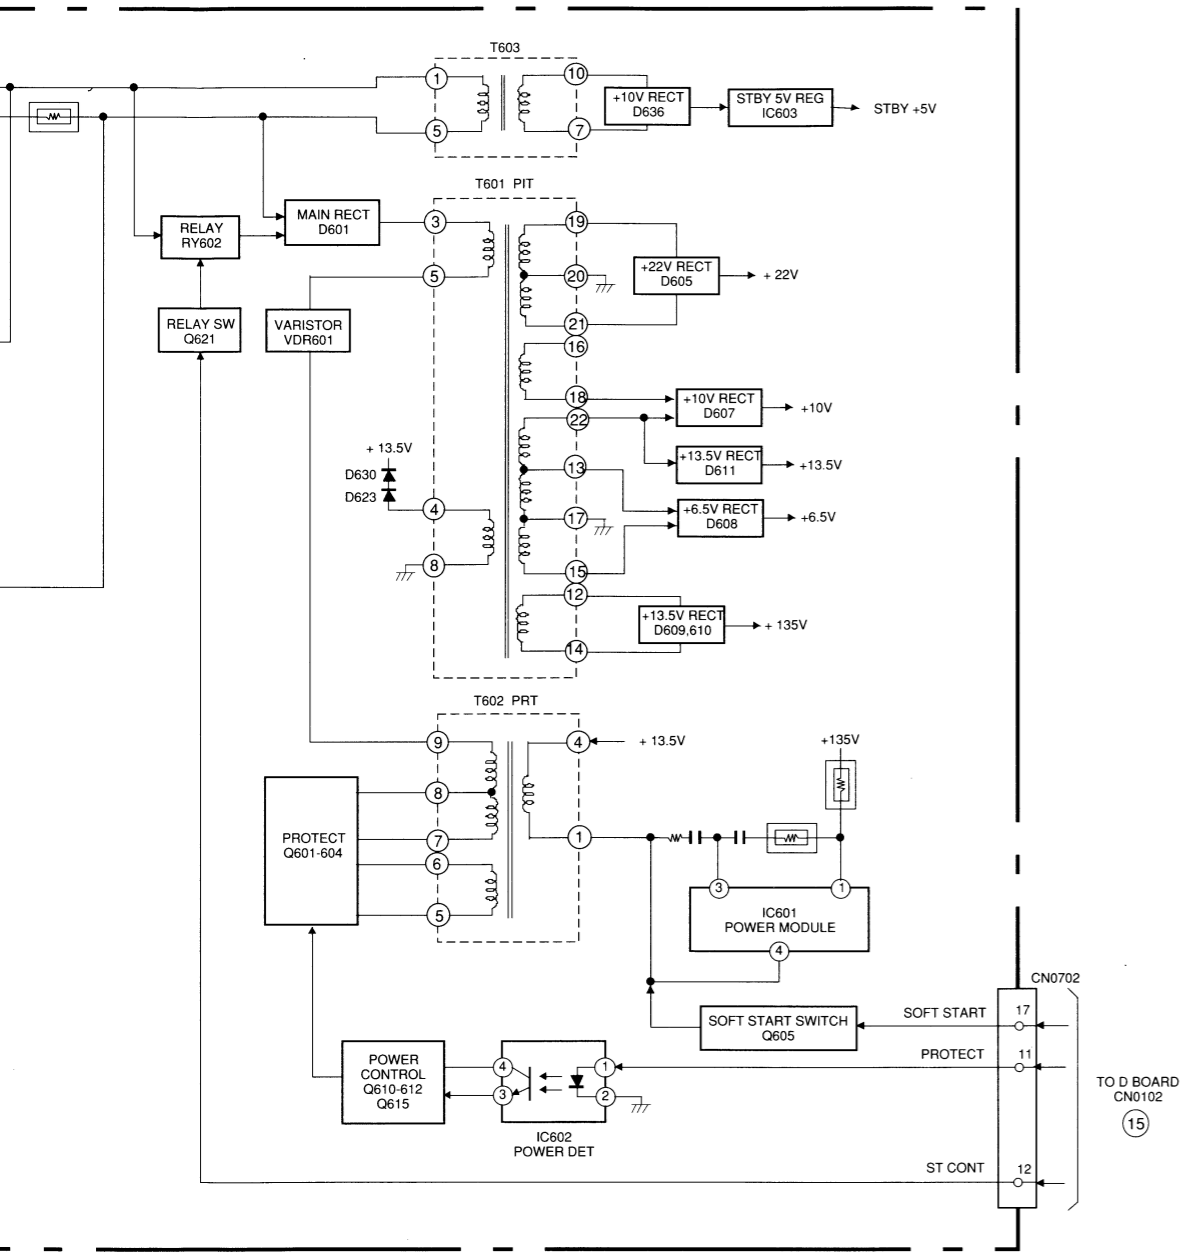 T603
1
10
5
7
+10V RECT
D636
STBY 5V REG
IC603
STBY +5V
T601 PIT
RELAY
RY602
MAIN RECT
D601
3
5
19
20
21
+22V RECT
D605
+ 22V
RELAY SW
Q621
VARISTOR
VDR601
16
18
22
+10V RECT
D607
+10V
+13.5V RECT
D611
+13.5V
+ 13.5V
D630
D623
4
8
13
17
15
+6.5V RECT
D608
+6.5V
12
14
+13.5V RECT
D609,610
+ 135V
T602 PRT
9
8
7
6
5
4
+ 13.5V
1
+135V
PROTECT
Q601-604
3
1
IC601
POWER MODULE
4
CN0702
SOFT START SWITCH
Q605
SOFT START
17
PROTECT
11
POWER
CONTROL
Q610-612
Q615
4
3
1
2
IC602
POWER DET
TO D BOARD
CN0102
15
ST CONT
12